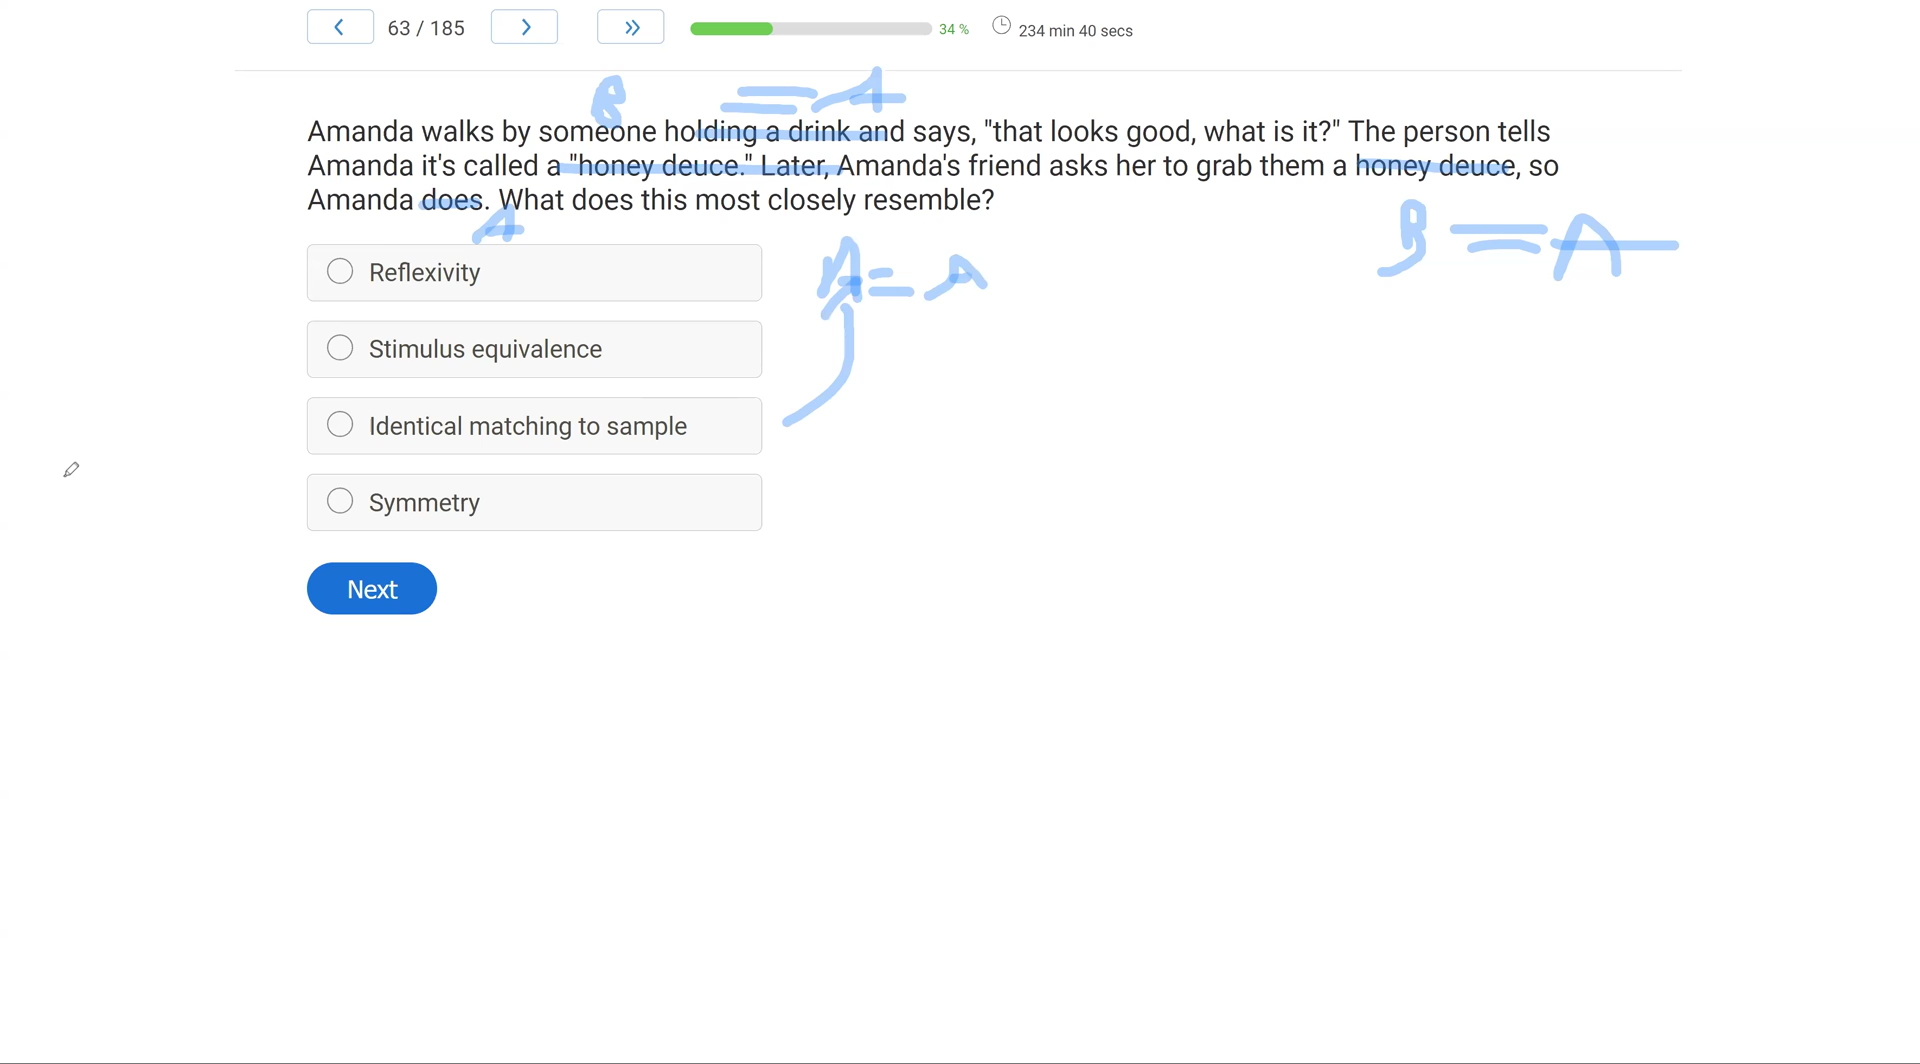 63 / 185
34 %
234 min 40 secs
B = A
Amanda walks by someone holding a drink and says, "that looks good, what is it?" The person tells
Amanda it's called a "honey deuce." Later, Amanda's friend asks her to grab them a honey deuce, so
Amanda does. What does this most closely resemble?
A
B = A
A = A
Reflexivity
Stimulus equivalence
Identical matching to sample
Symmetry
Next